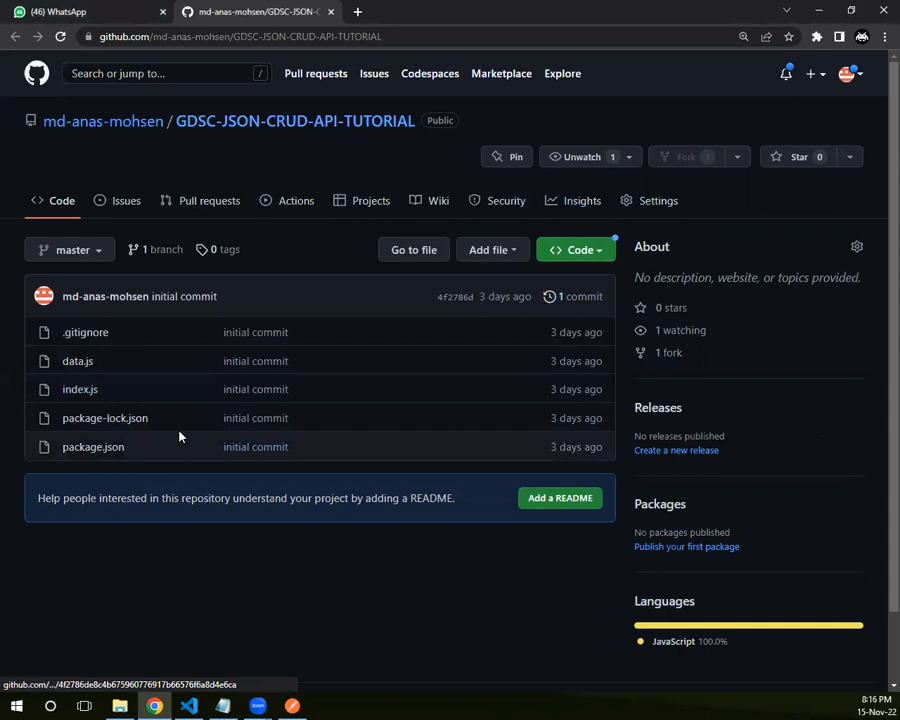 (46) WhatsApp
md-anas-mohsen/GDSC-JSON-C
github.com/md-anas-mohsen/GDSC-JSON-CRUD-API-TUTORIAL
Search or jump to... /
Pull requests Issues Codespaces Marketplace Explore
md-anas-mohsen / GDSC-JSON-CRUD-API-TUTORIAL Public
Pin Unwatch 1 Fork 1 Star 0
Code Issues Pull requests Actions Projects Wiki Security Insights Settings
master 1 branch 0 tags Go to file Add file Code
md-anas-mohsen initial commit 4f2786d 3 days ago 1 commit
.gitignore initial commit 3 days ago
data.js initial commit 3 days ago
index.js initial commit 3 days ago
package-lock.json initial commit 3 days ago
package.json initial commit 3 days ago
Help people interested in this repository understand your project by adding a README. Add a README
About
No description, website, or topics provided.
0 stars
1 watching
1 fork
Releases
No releases published
Create a new release
Packages
No packages published
Publish your first package
Languages
JavaScript 100.0%
github.com/.../4f2786de8c4b675960776917b66576f6a8d4e6ca
8:16 PM
15-Nov-22